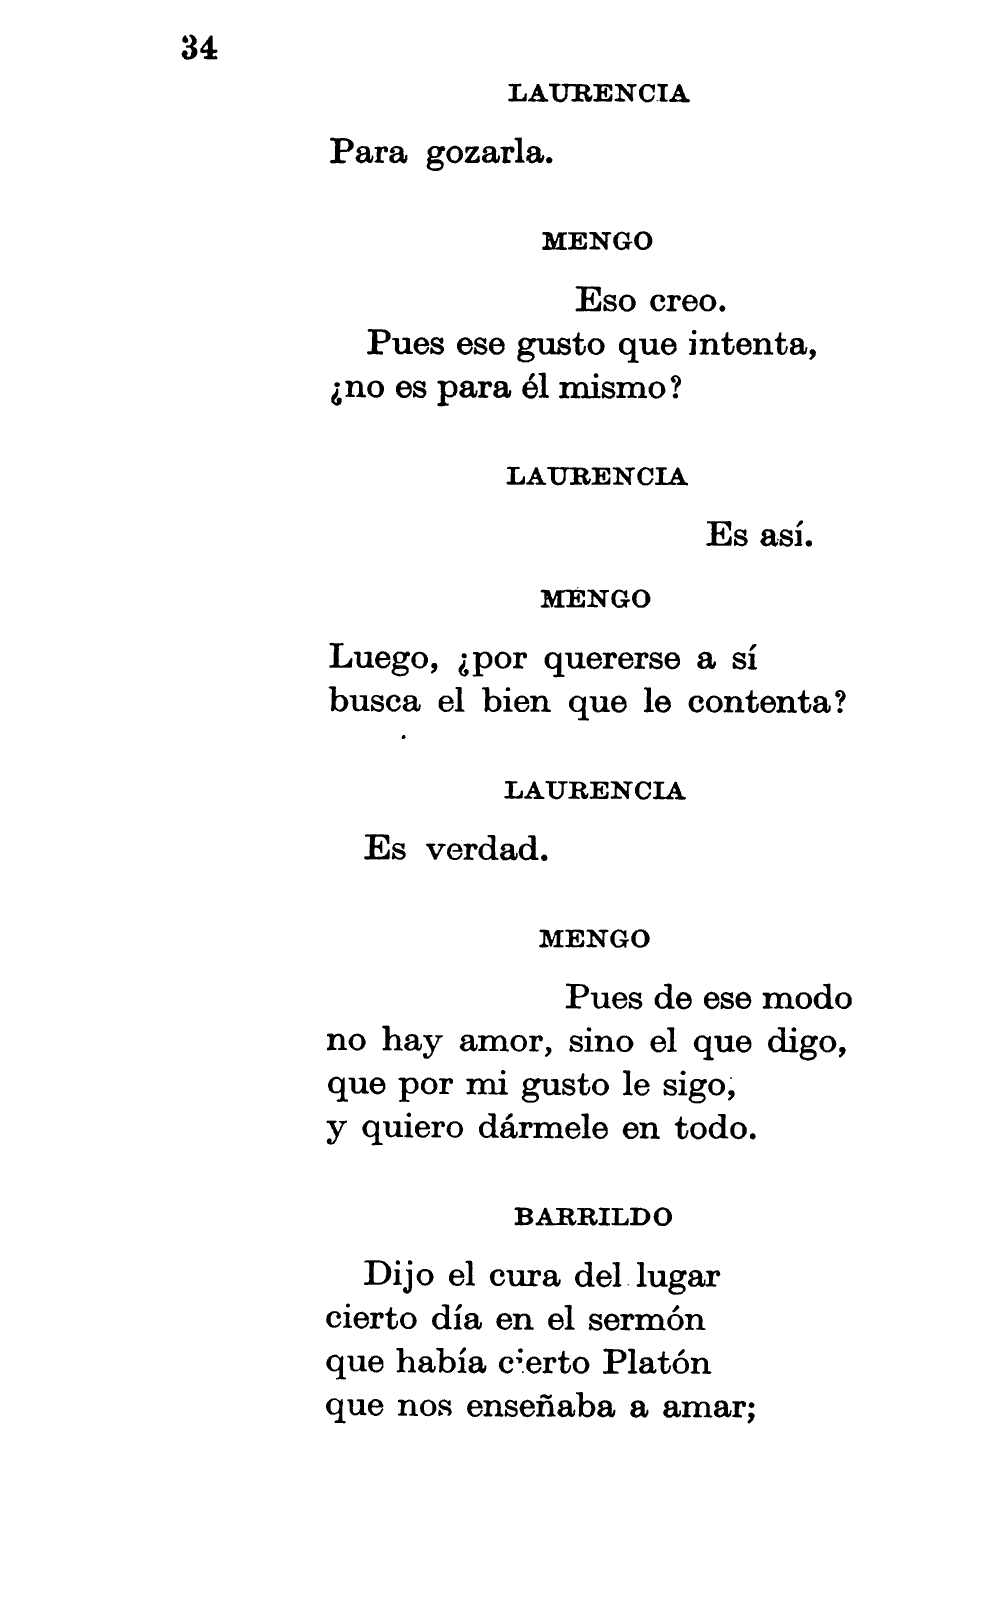 34
LAURENCIA
Para gozarla.
MENGO
Eso creo.
Pues ese gusto que intenta,
¿no es para él mismo?
LAURENCIA
Es así.
MENGO
Luego, ¿por quererse a sí
busca el bien que le contenta?
LAURENCIA
Es verdad.
MENGO
Pues de ese modo
no hay amor, sino el que digo,
que por mi gusto le sigo,
y quiero dármele en todo.
BARRILDO
Dijo el cura del lugar
cierto día en el sermón
que había cierto Platón
que nos enseñaba a amar;